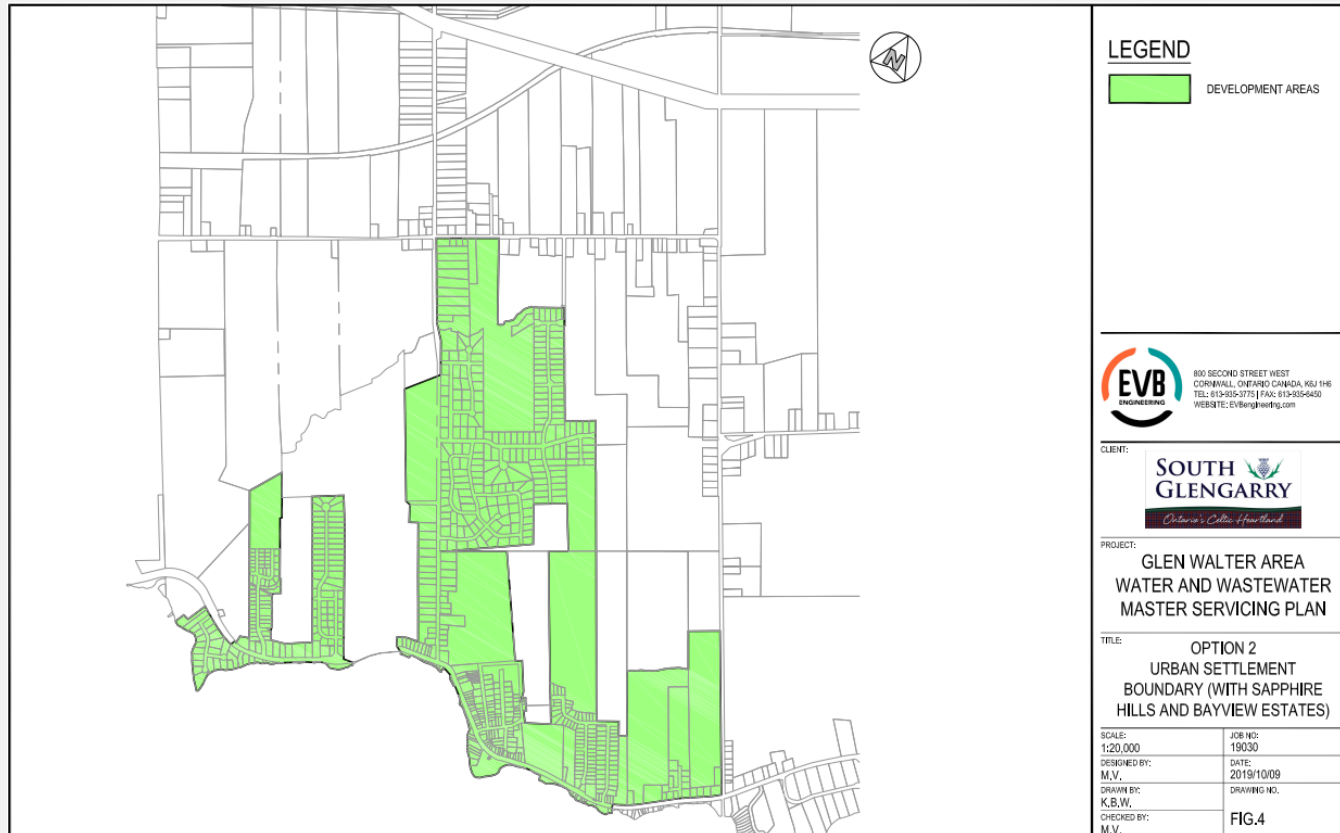 N
LEGEND
DEVELOPMENT AREAS
EVB
ENGINEERING
800 SECOND STREET WEST
CORNWALL, ONTARIO CANADA, K6J 1H6
TEL: 613-935-3775 | FAX: 613-935-6450
WEBSITE: EVBengineering.com
CLIENT:
SOUTH
GLENGARRY
Ontario's Celtic Heartland
PROJECT:
GLEN WALTER AREA
WATER AND WASTEWATER
MASTER SERVICING PLAN
TITLE:
OPTION 2
URBAN SETTLEMENT
BOUNDARY (WITH SAPPHIRE
HILLS AND BAYVIEW ESTATES)
SCALE:
1:20,000
JOB NO:
19030
DESIGNED BY:
M.V.
DATE:
2019/10/09
DRAWN BY:
K.B.W.
DRAWING NO.
CHECKED BY:
M.V.
FIG.4